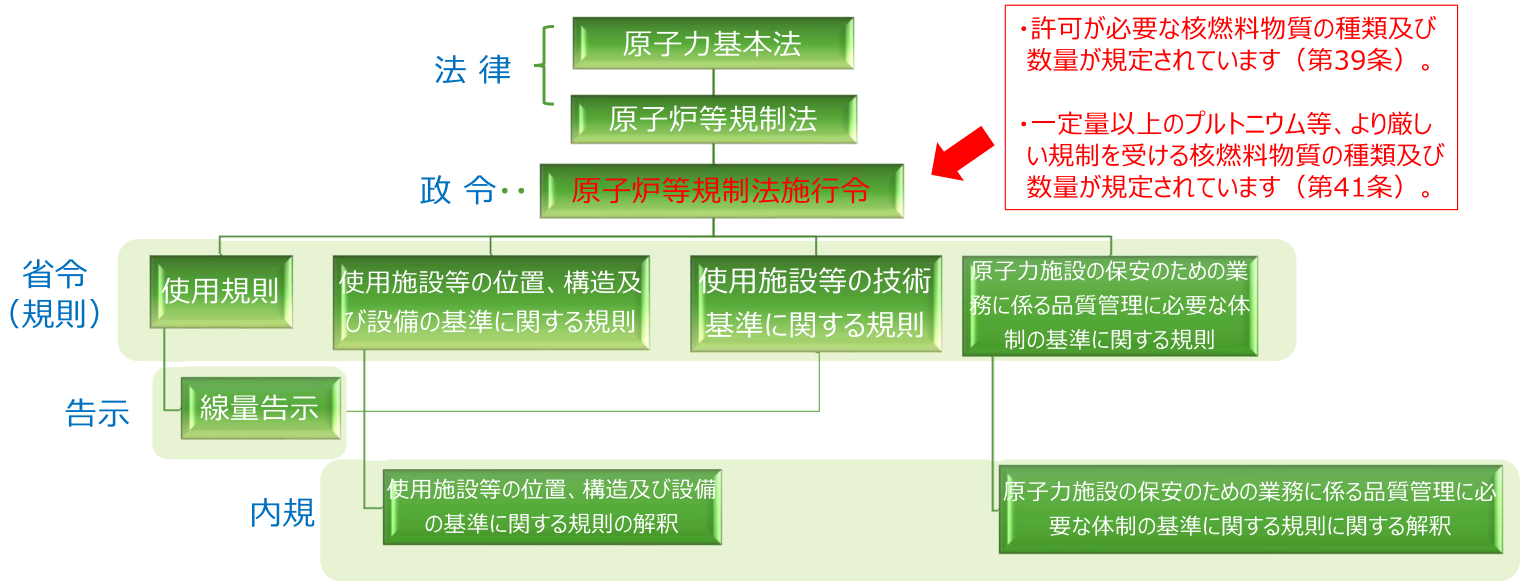 法 律
原子力基本法
原子炉等規制法
政 令‥
原子炉等規制法施行令
・許可が必要な核燃料物質の種類及び
数量が規定されています（第39条）。
・一定量以上のプルトニウム等、より厳し
い規制を受ける核燃料物質の種類及び
数量が規定されています（第41条）。
省令
（規則）
使用規則
使用施設等の位置、構造及
び設備の基準に関する規則
使用施設等の技術
基準に関する規則
原子力施設の保安のための業
務に係る品質管理に必要な体
制の基準に関する規則
告示
線量告示
内規
使用施設等の位置、構造及び設備
の基準に関する規則の解釈
原子力施設の保安のための業務に係る品質管理に必
要な体制の基準に関する規則に関する解釈